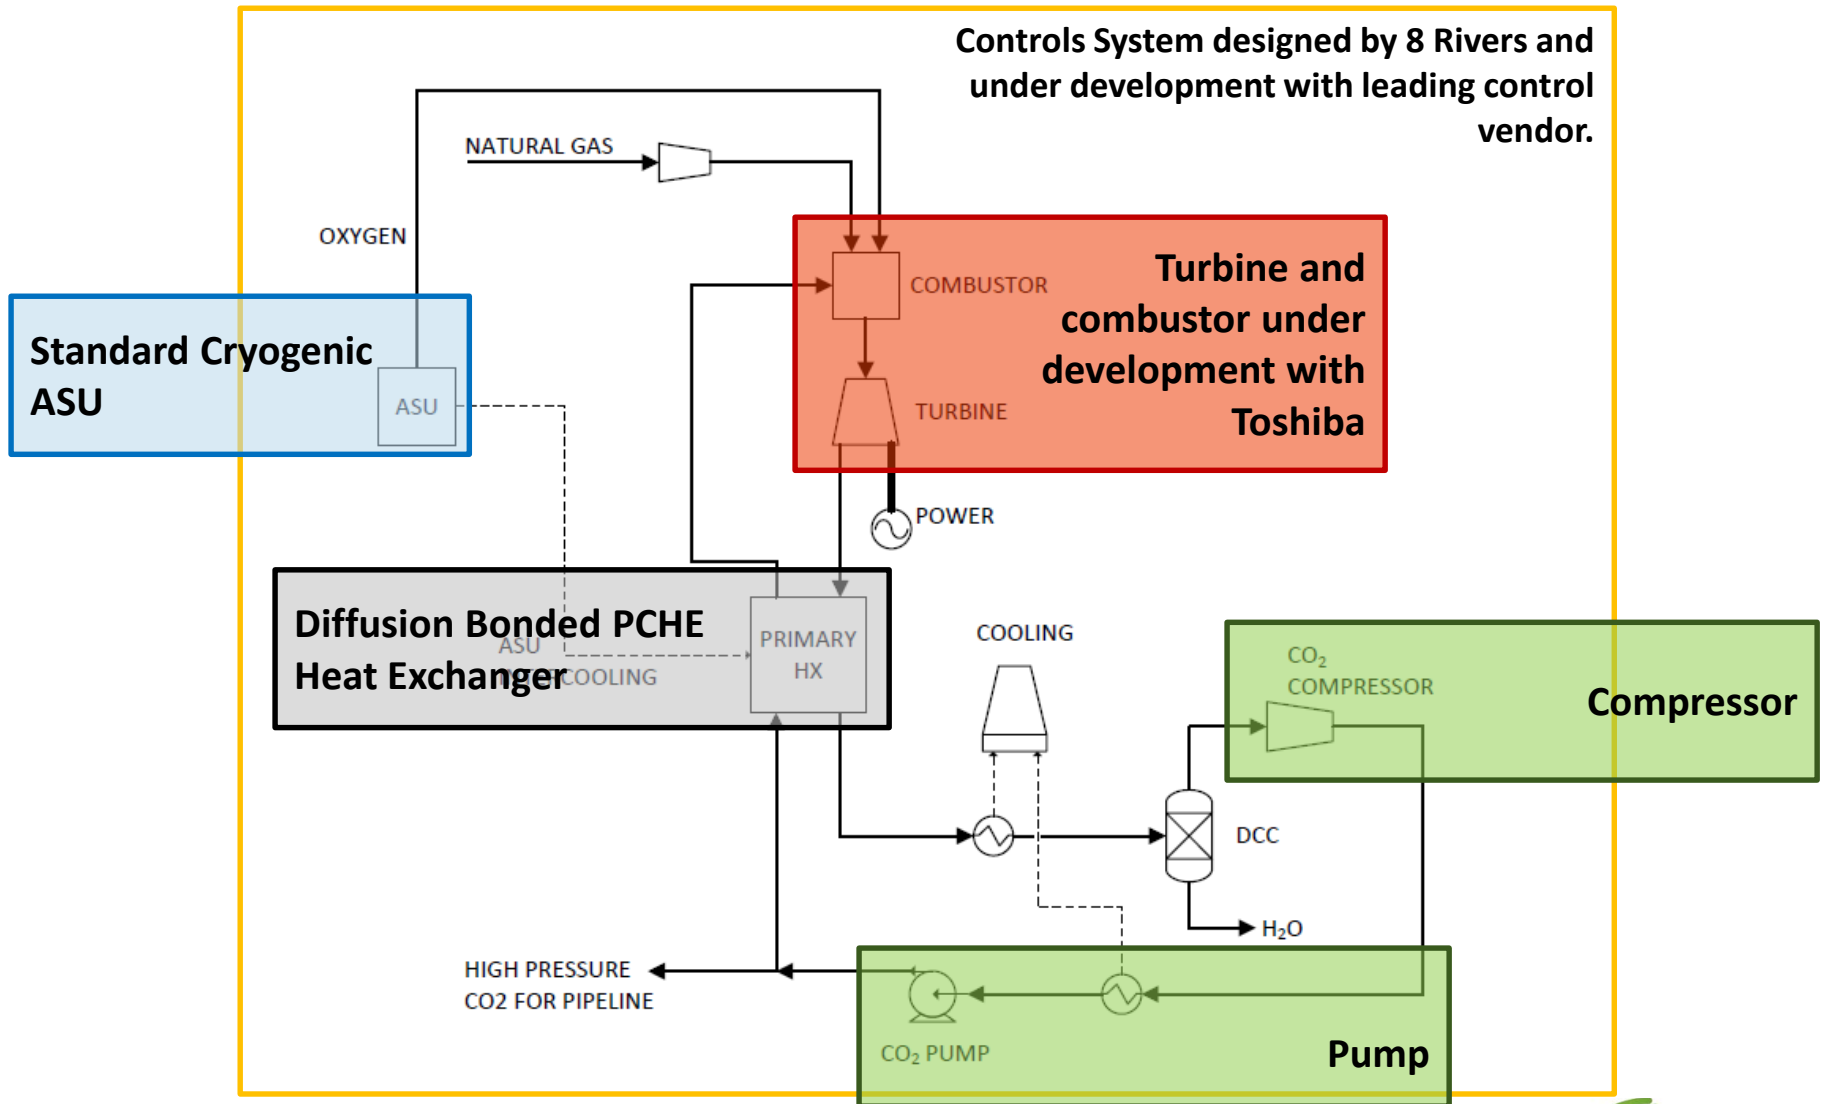 Controls System designed by 8 Rivers and
under development with leading control
vendor.
NATURAL GAS
OXYGEN
COMBUSTOR
Turbine and
combustor under
development with
Toshiba
TURBINE
Standard Cryogenic
ASU
ASU
POWER
Diffusion Bonded PCHE
Heat Exchanger
ASU
INTERCOOLING
PRIMARY
HX
COOLING
CO₂
COMPRESSOR
Compressor
DCC
H₂O
HIGH PRESSURE
CO2 FOR PIPELINE
CO₂ PUMP
Pump